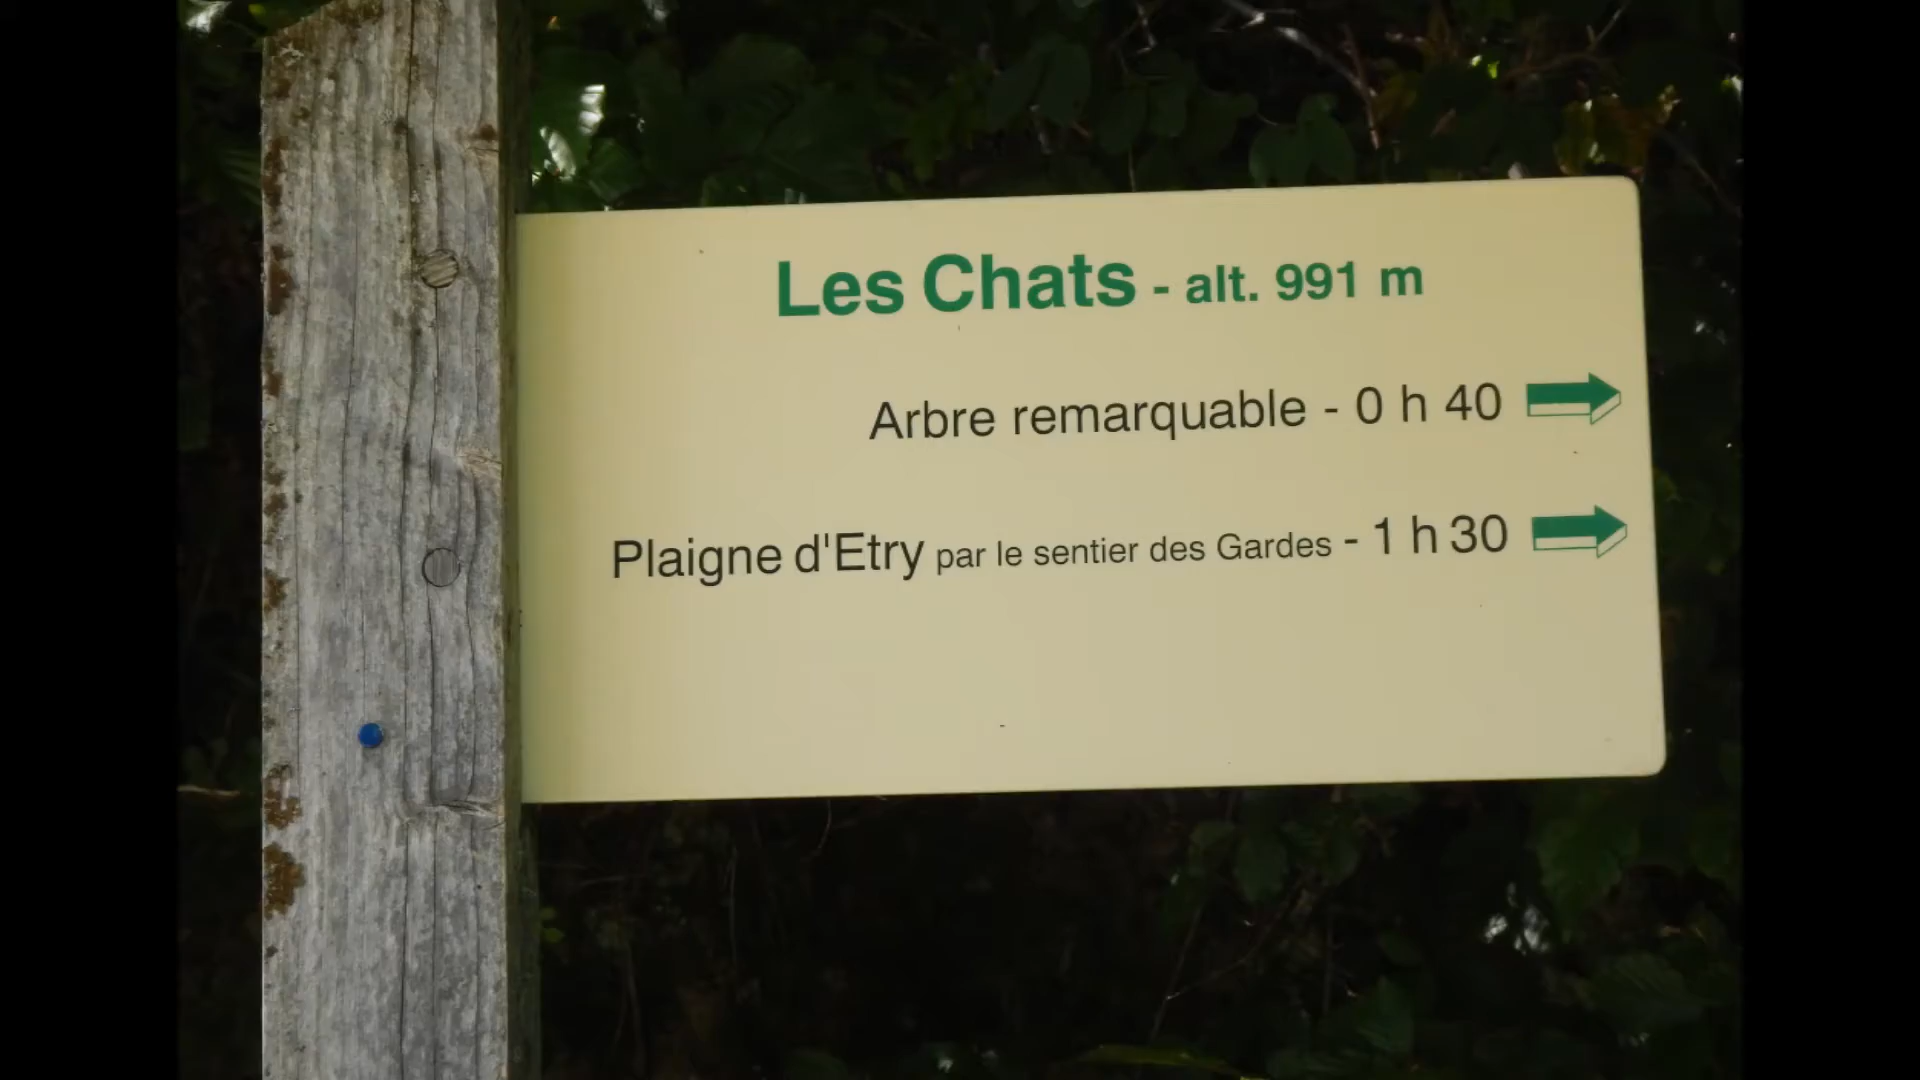 Les Chats - alt. 991 m
Arbre remarquable - 0 h 40
Plaigne d'Etry par le sentier des Gardes - 1 h 30